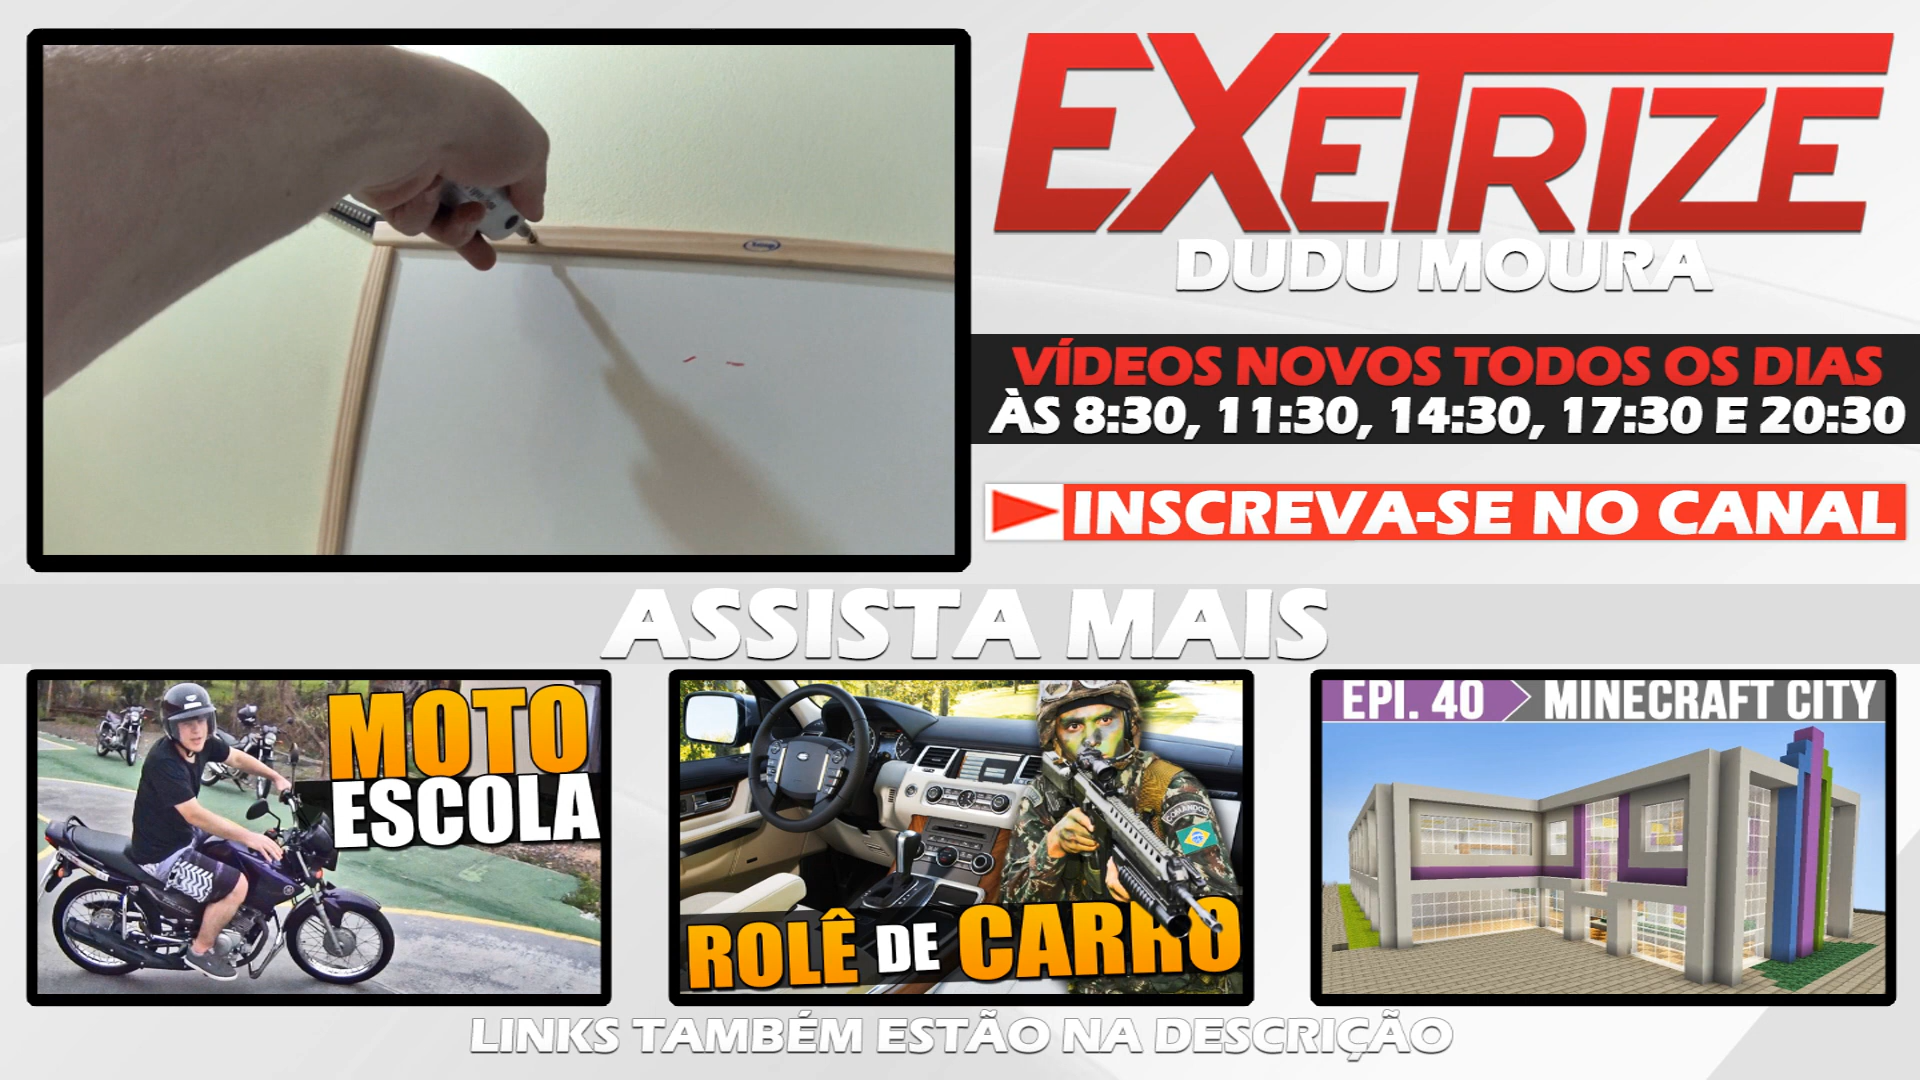 EXETRIZE
DUDU MOURA
VÍDEOS NOVOS TODOS OS DIAS
ÀS 8:30, 11:30, 14:30, 17:30 E 20:30
INSCREVA-SE NO CANAL
ASSISTA MAIS
MOTO
ESCOLA
COMANDOS
ROLÊ DE CARRO
EPI. 40 MINECRAFT CITY
LINKS TAMBÉM ESTÃO NA DESCRIÇÃO